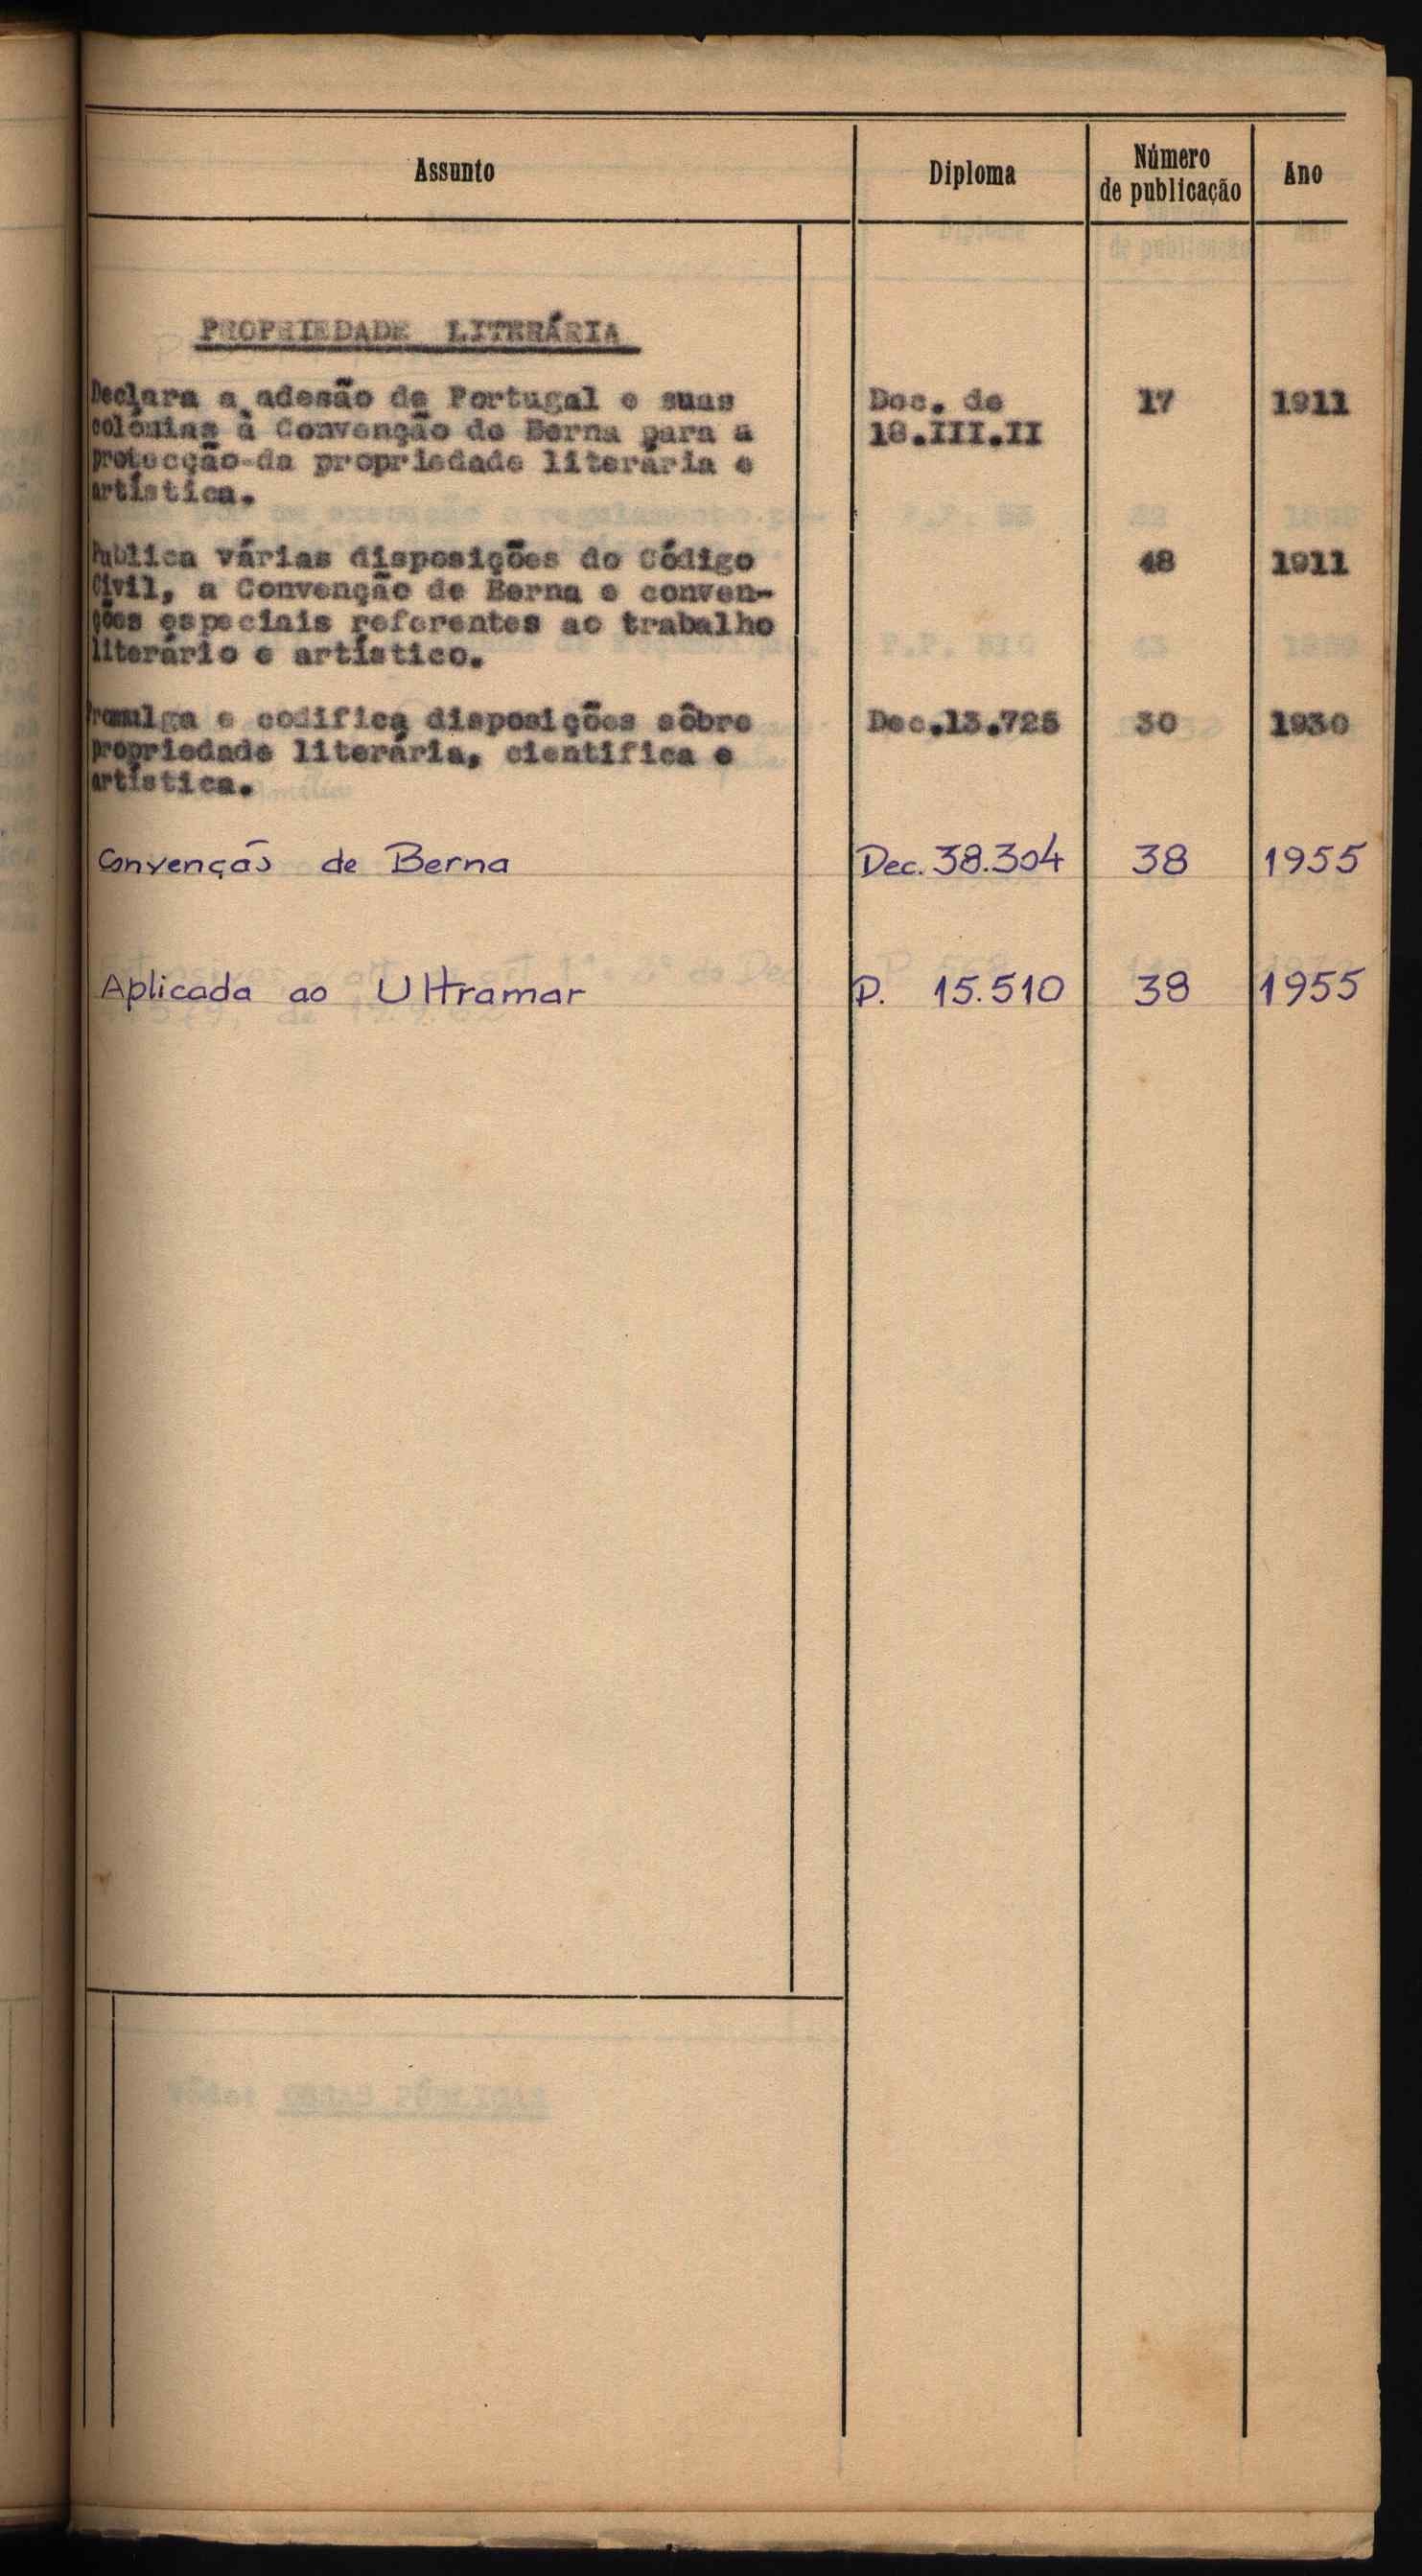 Assunto Diploma Número de publicação Ano
PROPRIEDADE LITERÁRIA
Declara a adesão de Portugal e suas Dec. de 17 1911
colónias à Convenção de Berna para a 18.III.II
protecção da propriedade literária e
artística.
Publica várias disposições do Código 48 1911
Civil, a Convenção de Berna e conven-
ções especiais referentes ao trabalho
literário e artístico.
Promulga e codifica disposições sôbre Dec.13.725 30 1930
propriedade literária, cientifica e
artística.
Convenção de Berna Dec. 38.304 38 1955
Aplicada ao Ultramar P. 15.510 38 1955